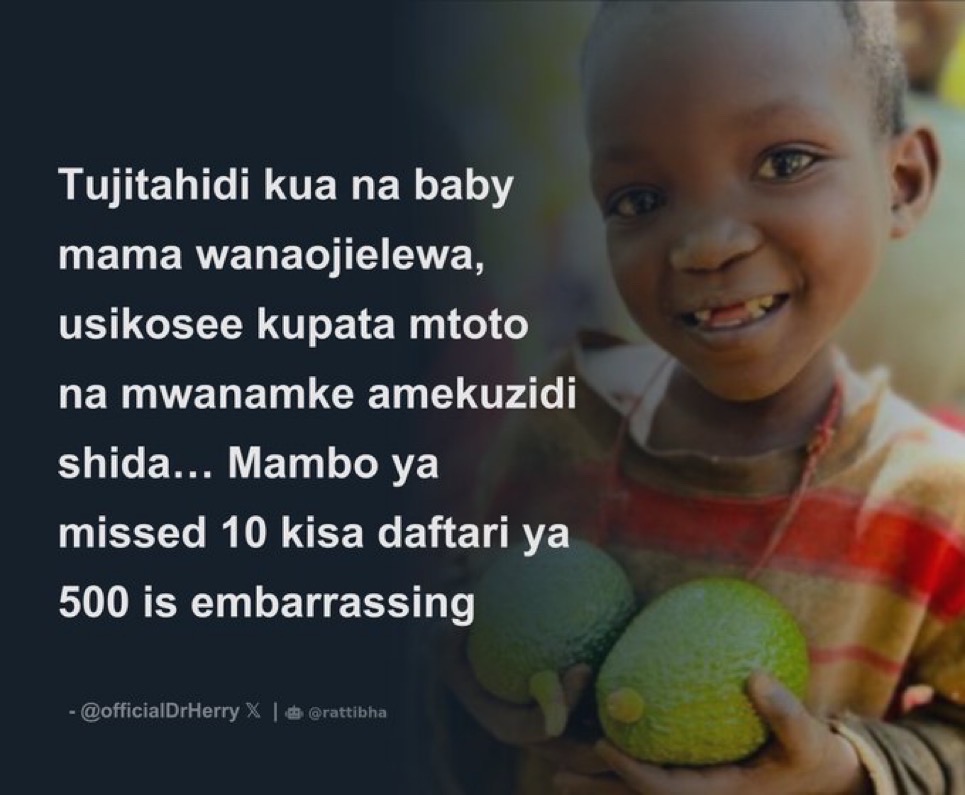 Tujitahidi kua na baby
mama wanaojielewa,
usikosee kupata mtoto
na mwanamke amekuzidi
shida... Mambo ya
missed 10 kisa daftari ya
500 is embarrassing
- @officialDrHerry 𝕏 | @rattibha